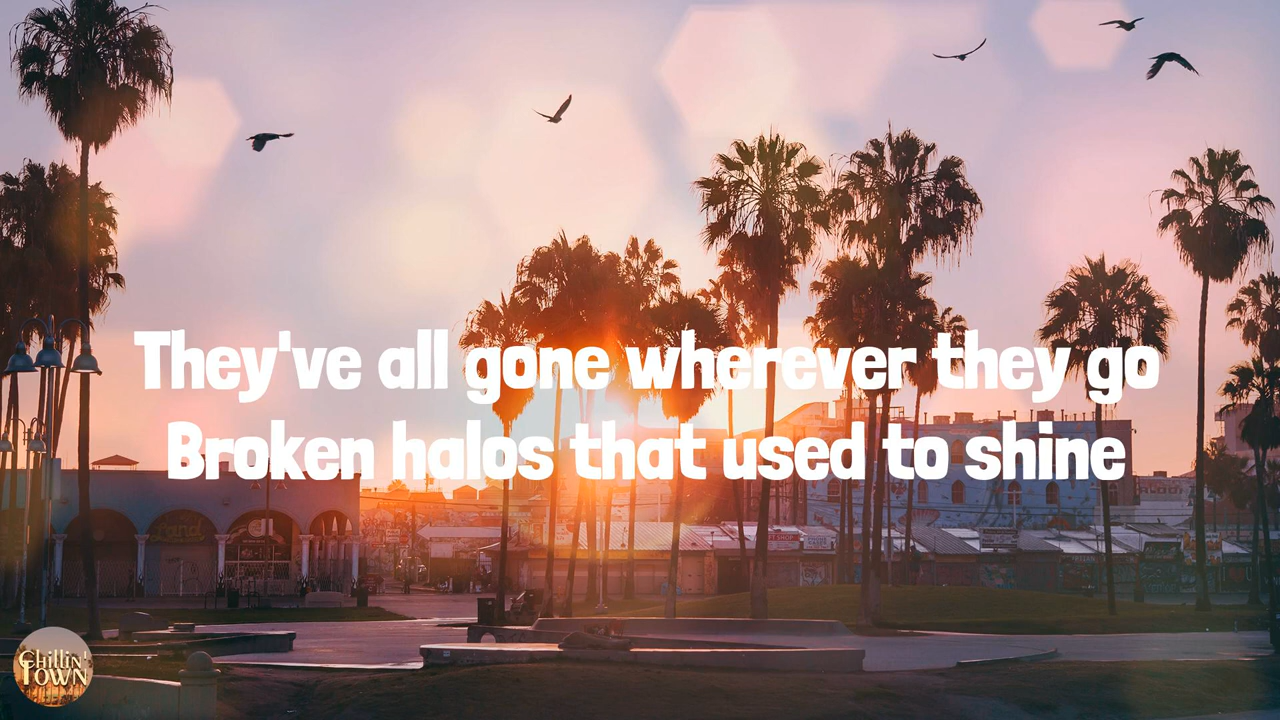 They've all gone wherever they go
Broken halos that used to shine
Chillin'
Town